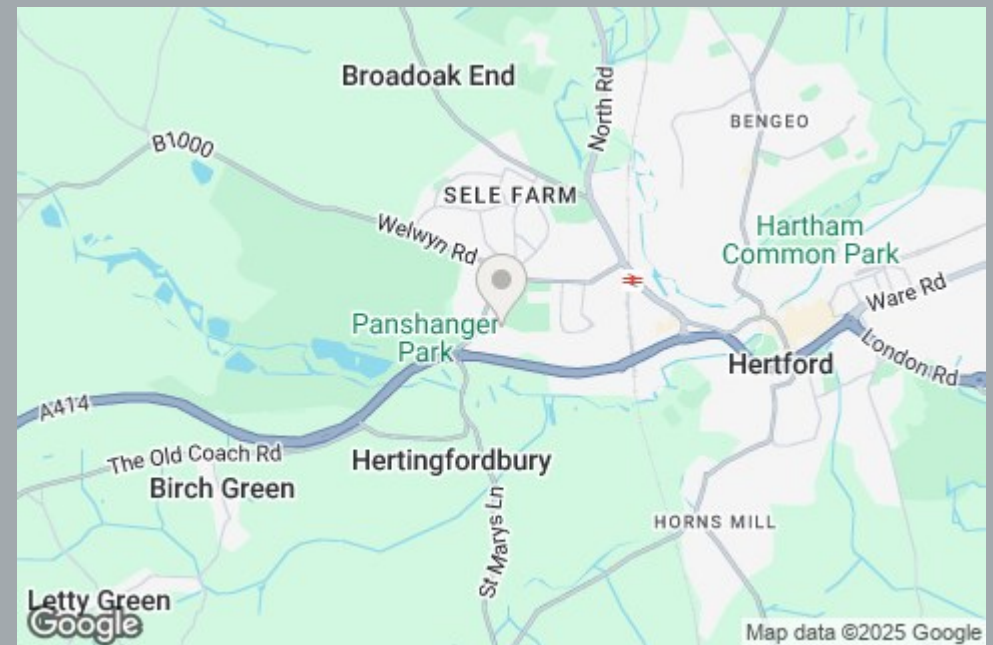 Broadoak End
North Rd
BENGEO
B1000
SELE FARM
Welwyn Rd
Hartham
Common Park
Ware Rd
Panshanger
Park
London Rd
Hertford
A414
The Old Coach Rd
Hertingfordbury
Birch Green
St Marys Ln
HORNS MILL
Letty Green
Google
Map data ©2025 Google